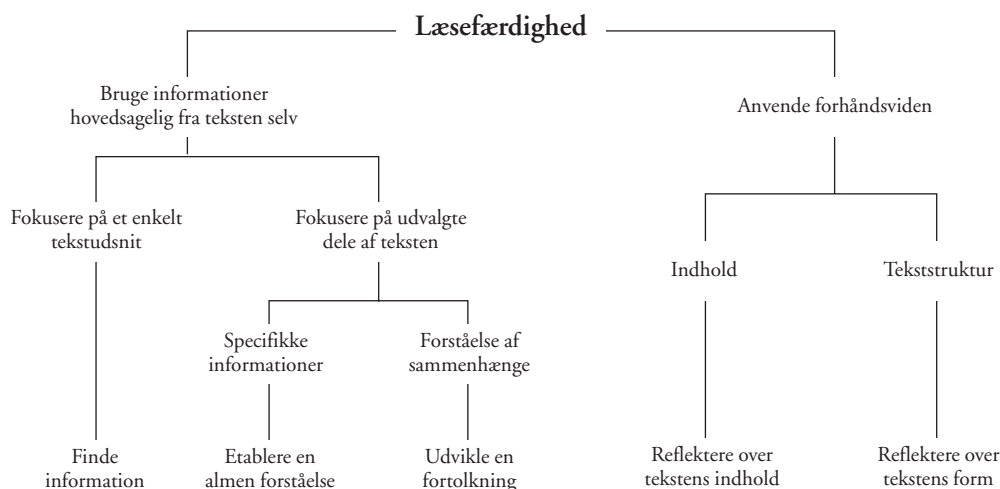 Læsefærdighed
Bruge informationer
hovedsagelig fra teksten selv
Anvende forhåndsviden
Fokusere på et enkelt
tekstudsnit
Fokusere på udvalgte
dele af teksten
Indhold
Tekststruktur
Specifikke
informationer
Forståelse af
sammenhænge
Finde
information
Etablere en
almen forståelse
Udvikle en
fortolkning
Reflektere over
tekstens indhold
Reflektere over
tekstens form